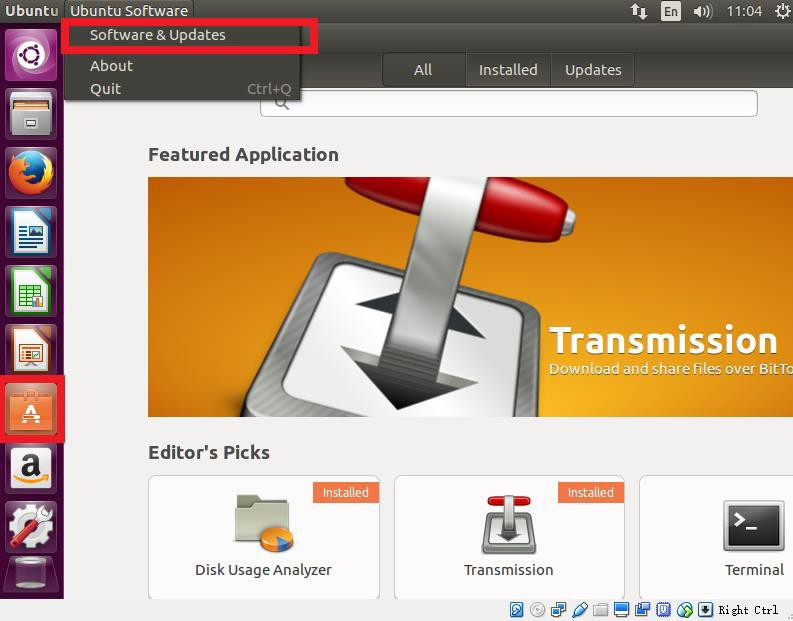 Ubuntu Ubuntu Software En 11:04
Software & Updates
About
Quit Ctrl+Q
All Installed Updates
Featured Application
Transmission
Download and share files over BitTo
Editor's Picks
Installed Installed
Disk Usage Analyzer Transmission Terminal
Right Ctrl